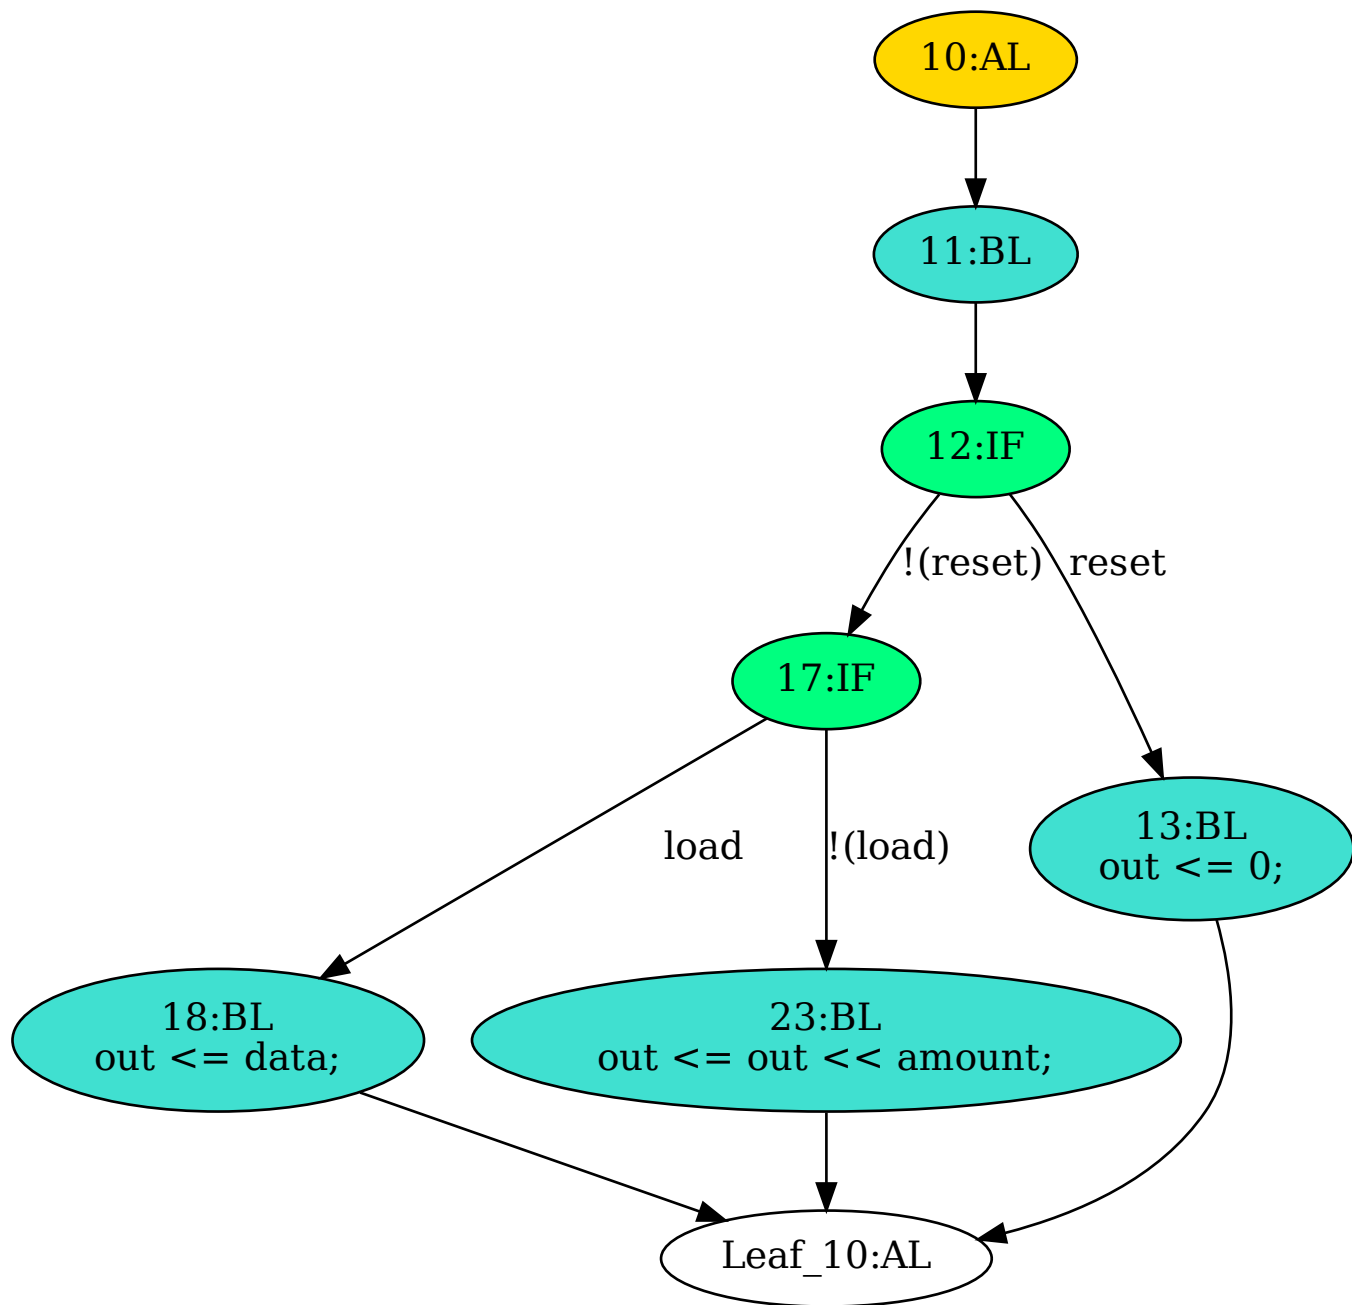 10:AL
11:BL
12:IF
!(reset)
reset
17:IF
load
!(load)
13:BL
out <= 0;
18:BL
out <= data;
23:BL
out <= out << amount;
Leaf_10:AL